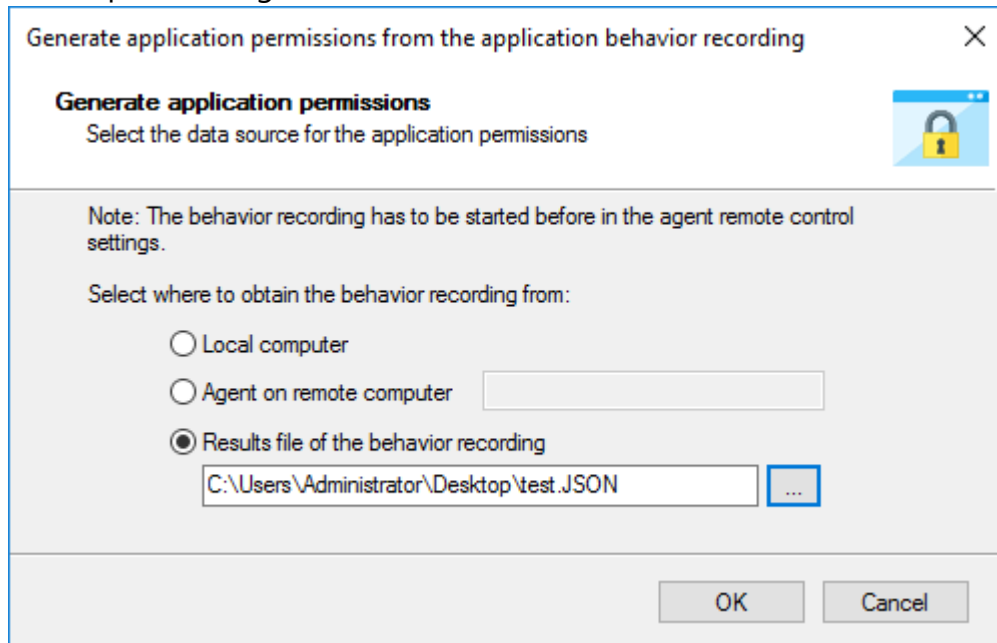 Generate application permissions from the application behavior recording
Generate application permissions
Select the data source for the application permissions
Note: The behavior recording has to be started before in the agent remote control
settings.
Select where to obtain the behavior recording from:
Local computer
Agent on remote computer
Results file of the behavior recording
C:\Users\Administrator\Desktop\test.JSON
...
OK
Cancel